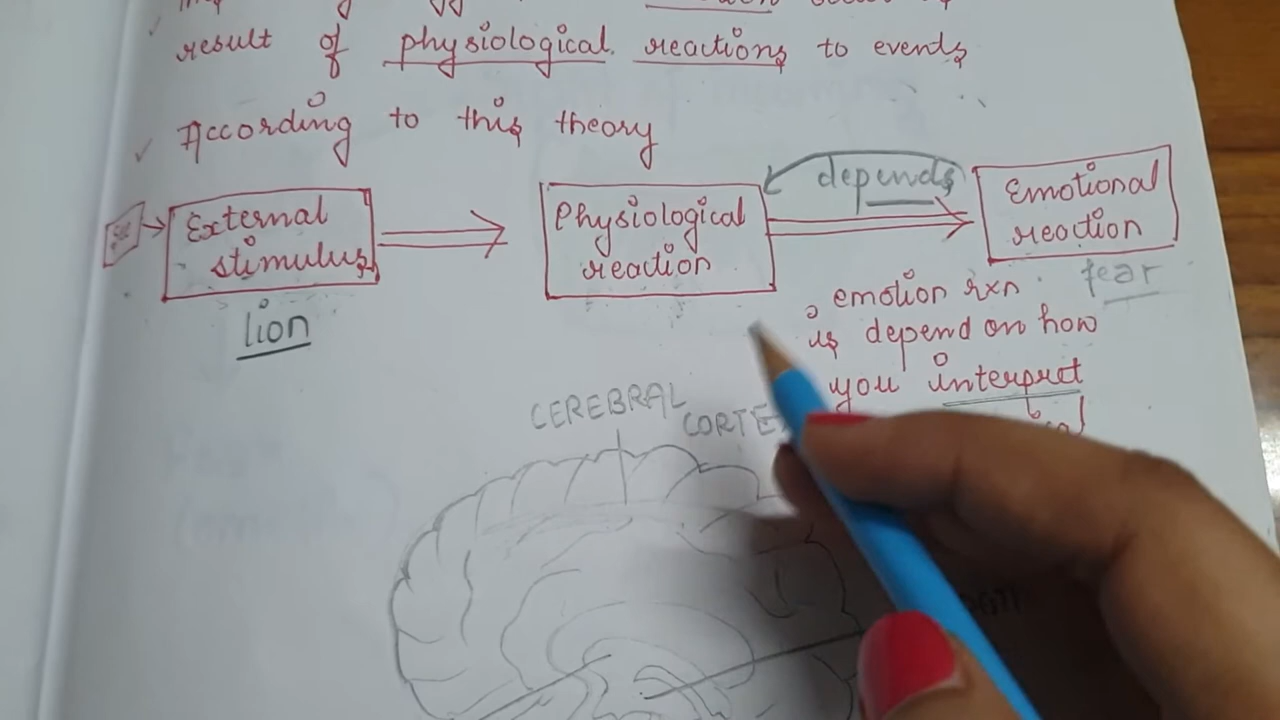 result of physiological reactions to events
According to this theory
depends
External stimulus
Physiological reaction
Emotional reaction
lion
fear
emotion rxn
is depend on how
you interpret
CEREBRAL
CORTE